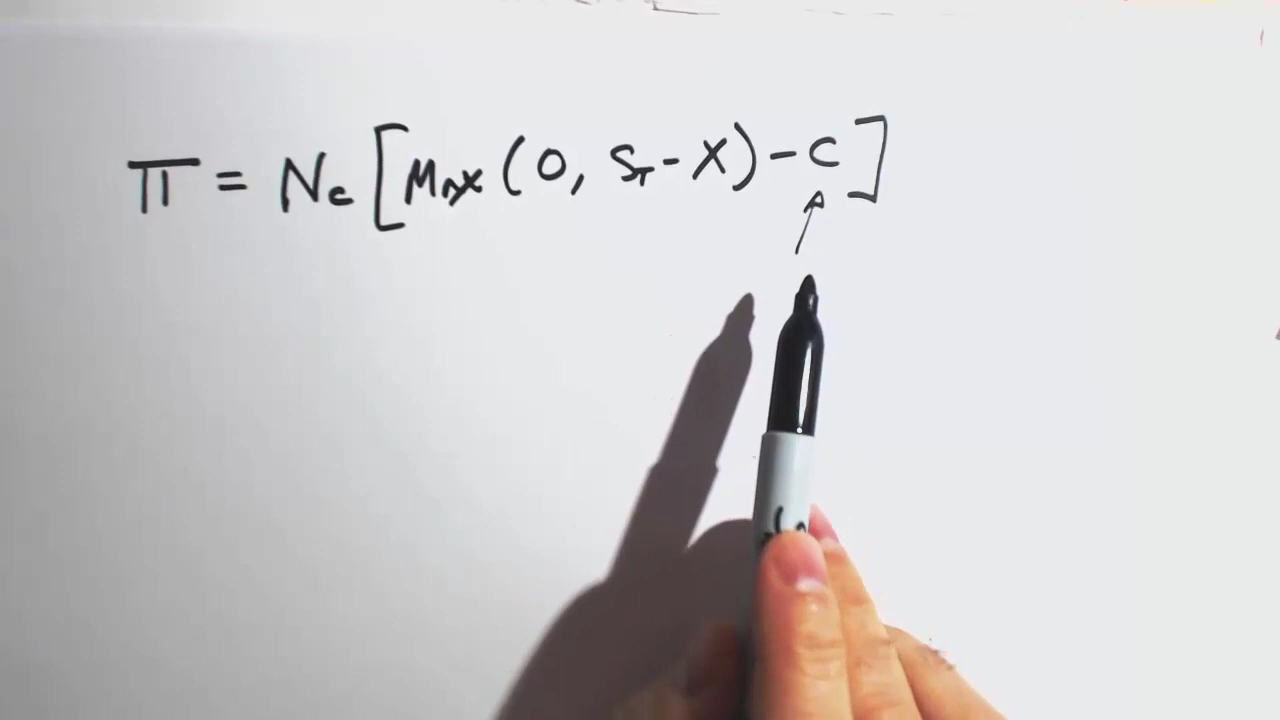 Π = Nc [Max (0, ST - X) - C]